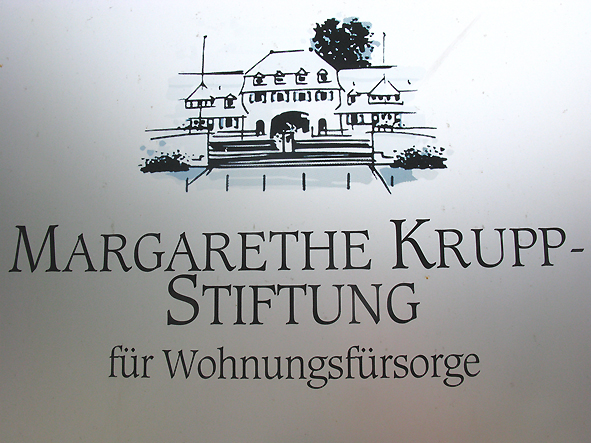 MARGARETHE KRUPP-
STIFTUNG
für Wohnungsfürsorge